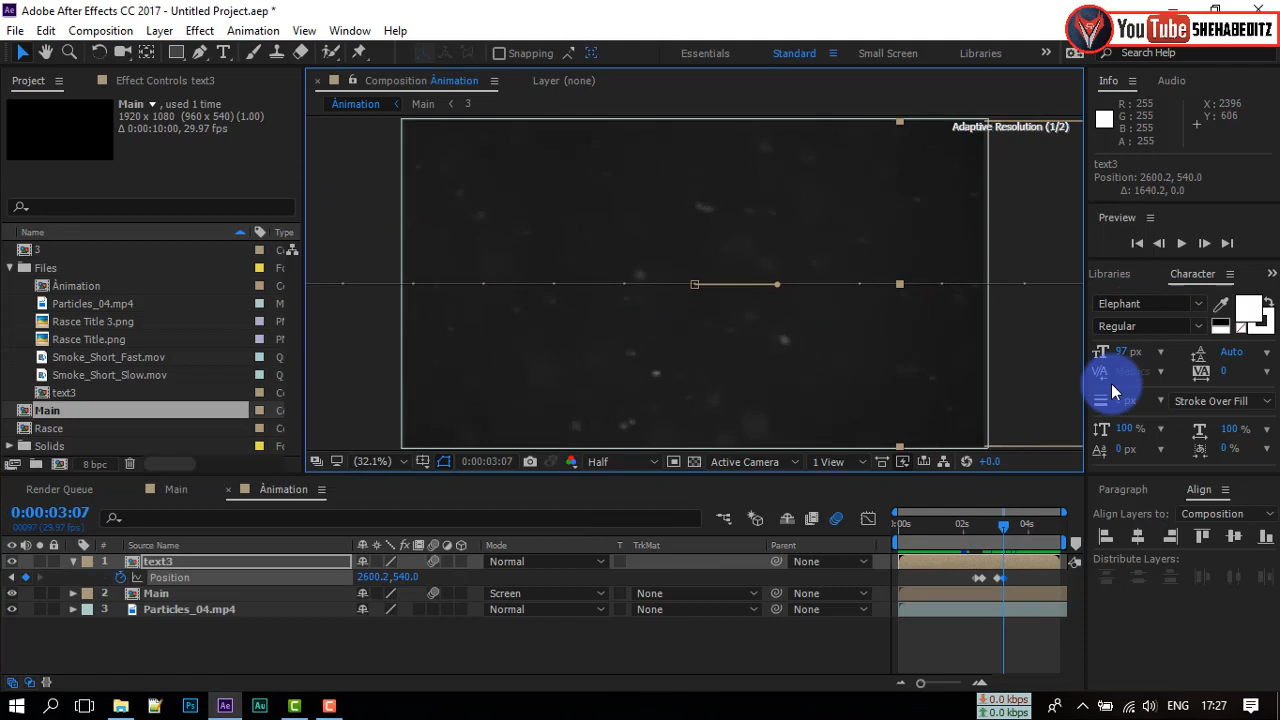 Adobe After Effects CC 2017 - Untitled Project.aep *
YouTube SHEHABEDITZ
File Edit Composition Layer Effect Animation View Window Help
Snapping Essentials Standard Small Screen Libraries Search Help
Project Effect Controls text3
Main , used 1 time
1920 x 1080 (960 x 540) (1.00)
Δ 0:00:10:00, 29.97 fps
Name Type
3
Files
Ànimation
Particles_04.mp4
Rasce Title 3.png
Rasce Title.png
Smoke_Short_Fast.mov
Smoke_Short_Slow.mov
text3
Main
Rasce
Solids
8 bpc
Composition Ànimation Layer (none)
Ànimation Main 3
Adaptive Resolution (1/2)
(32.1%) 0:00:03:07 Half Active Camera 1 View +0.0
Info Audio
R : 255
G : 255
B : 255
A : 255
X : 2396
Y : 606
text3
Position: 2600.2, 540.0
Δ: 1640.2, 0.0
Preview
Libraries Character
Elephant
Regular
97 px Auto
Metrics 0
px Stroke Over Fill
100 % 100 %
0 px 0 %
Paragraph Align
Align Layers to: Composition
Distribute Layers:
Render Queue Main Ànimation
0:00:03:07
00097 (29.97 fps)
# Source Name Mode T TrkMat Parent
:00s 02s 04s
1 text3 Normal None
Position 2600.2,540.0
2 Main Screen None None
3 Particles_04.mp4 Normal None None
0.0 kbps
0.0 kbps
ENG 17:27